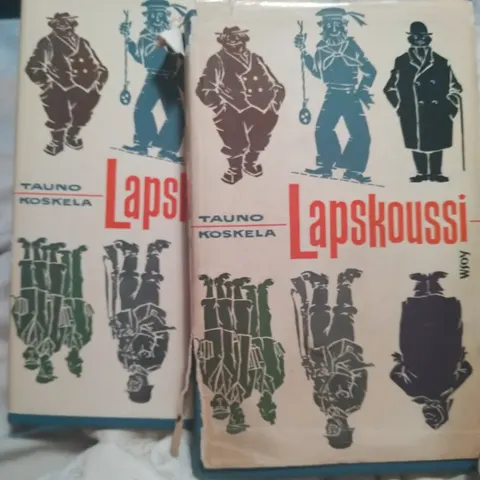 TAUNO
KOSKELA
Lapsk
TAUNO
KOSKELA
Lapskoussi
WSOY